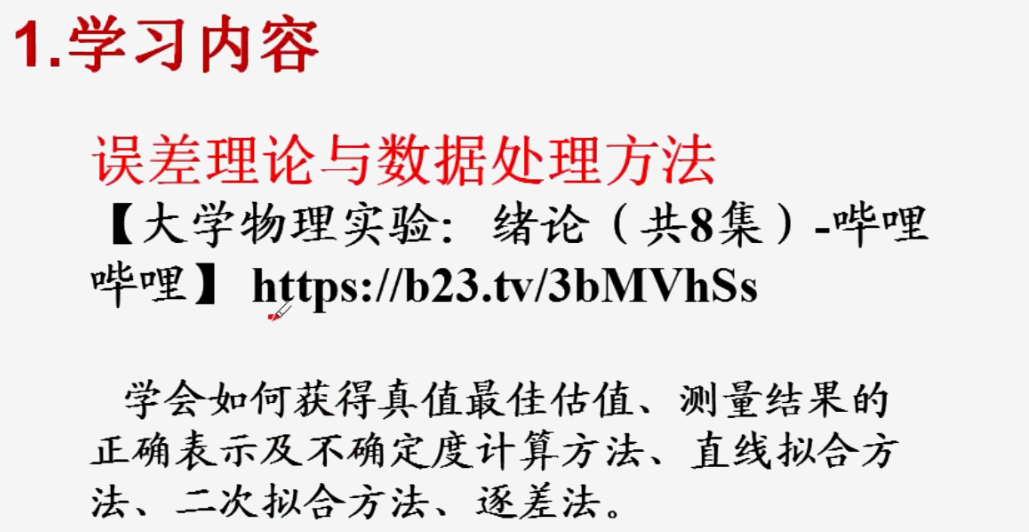 1.学习内容
误差理论与数据处理方法
【大学物理实验：绪论（共8集）-哔哩
哔哩】 https://b23.tv/3bMVhSs
学会如何获得真值最佳估值、测量结果的
正确表示及不确定度计算方法、直线拟合方
法、二次拟合方法、逐差法。